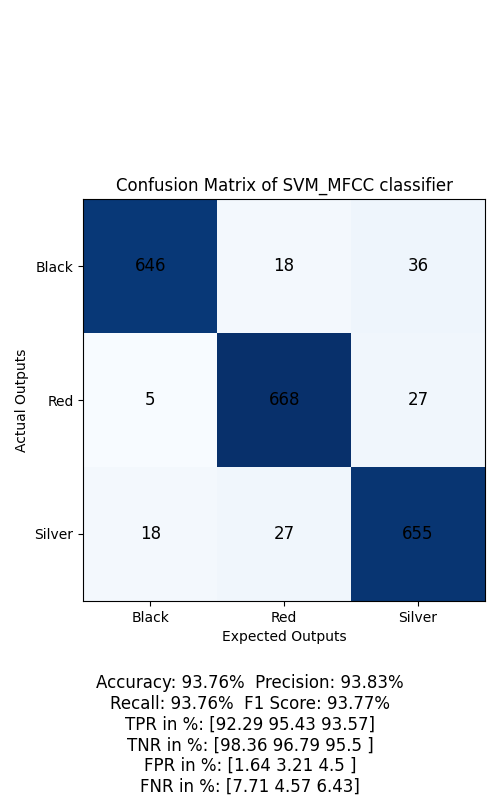 Confusion Matrix of SVM_MFCC classifier
Black 646 18 36
Red 5 668 27
Silver 18 27 655
Actual Outputs
Black Red Silver
Expected Outputs
Accuracy: 93.76%  Precision: 93.83%
Recall: 93.76%  F1 Score: 93.77%
TPR in %: [92.29 95.43 93.57]
TNR in %: [98.36 96.79 95.5 ]
FPR in %: [1.64 3.21 4.5 ]
FNR in %: [7.71 4.57 6.43]